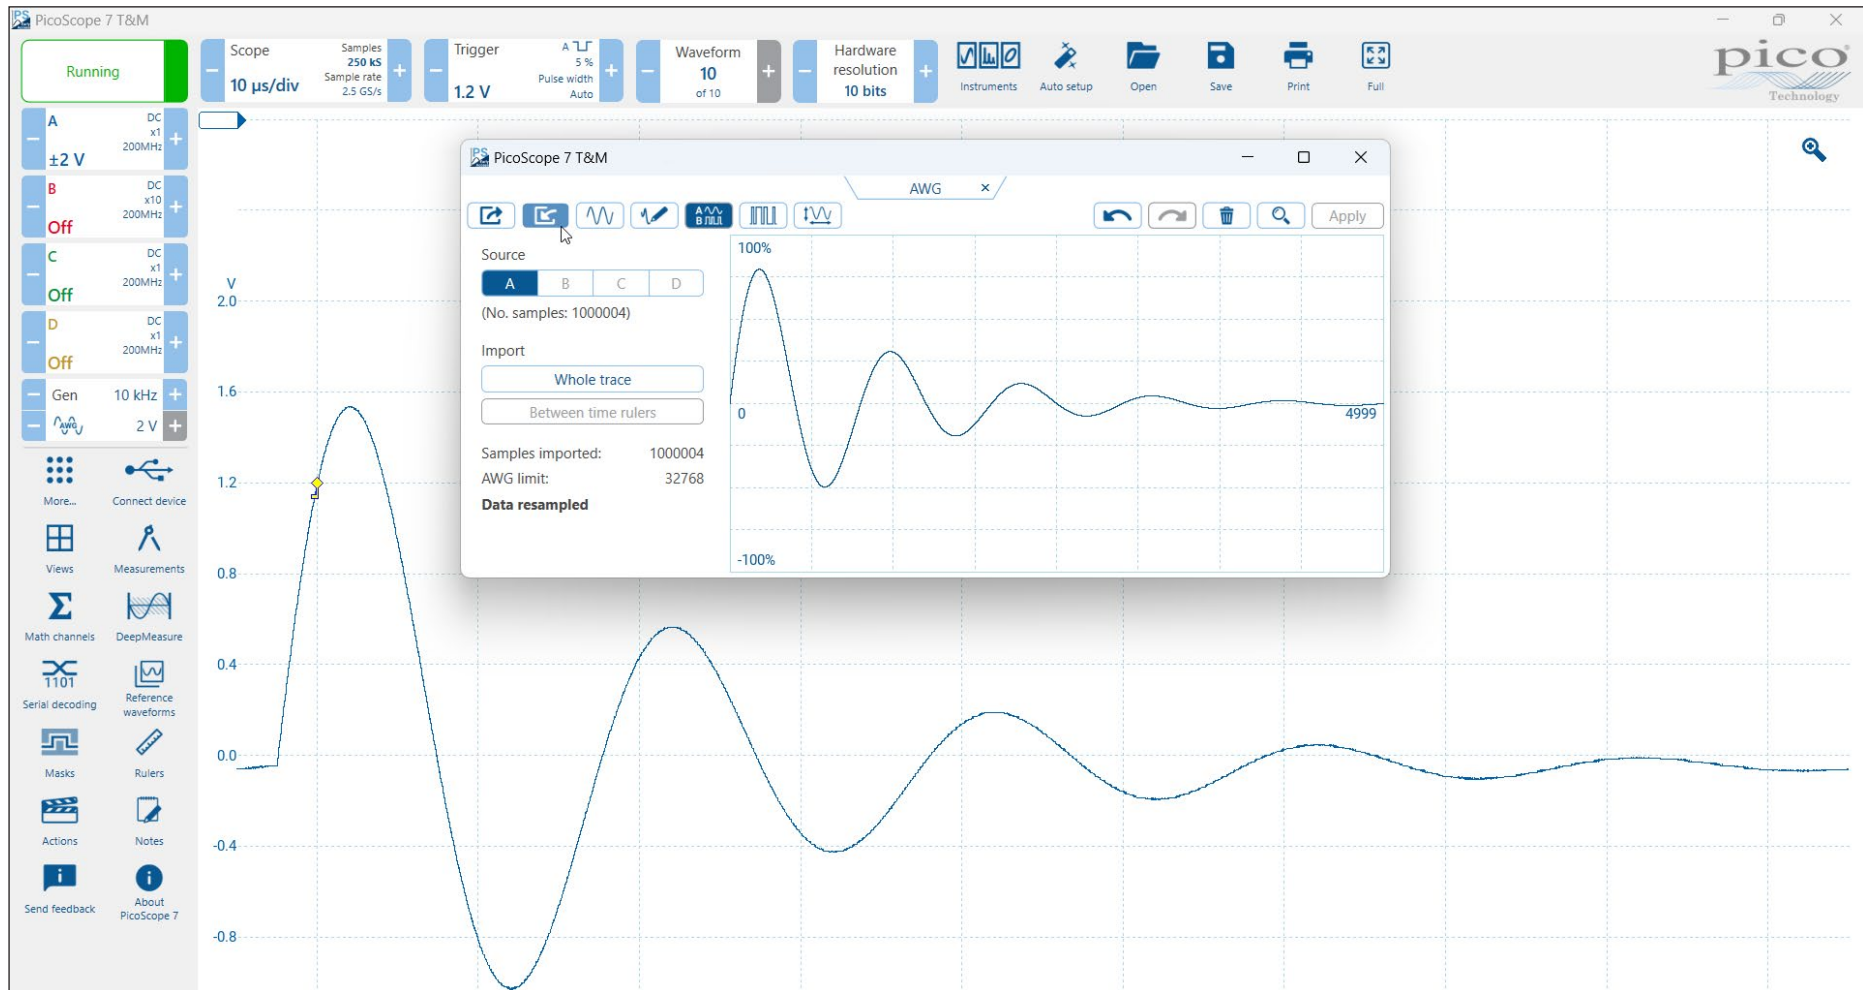 PicoScope 7 T&M
Running
Scope
10 µs/div
Samples
250 kS
Sample rate
2.5 GS/s
Trigger
1.2 V
A
5 %
Pulse width
Auto
Waveform
10
of 10
Hardware
resolution
10 bits
Instruments
Auto setup
Open
Save
Print
Full
pico
Technology
A
DC
x1
200MHz
±2 V
B
DC
x10
200MHz
Off
C
DC
x1
200MHz
Off
D
DC
x1
200MHz
Off
Gen
10 kHz
AWG
2 V
More...
Connect device
Views
Measurements
Math channels
DeepMeasure
1101
Serial decoding
Reference
waveforms
Masks
Rulers
Actions
Notes
Send feedback
About
PicoScope 7
V
2.0
1.6
1.2
0.8
0.4
0.0
-0.4
-0.8
PicoScope 7 T&M
AWG
A
B
Apply
Source
A B C D
(No. samples: 1000004)
Import
Whole trace
Between time rulers
Samples imported: 1000004
AWG limit: 32768
Data resampled
100%
0
4999
-100%